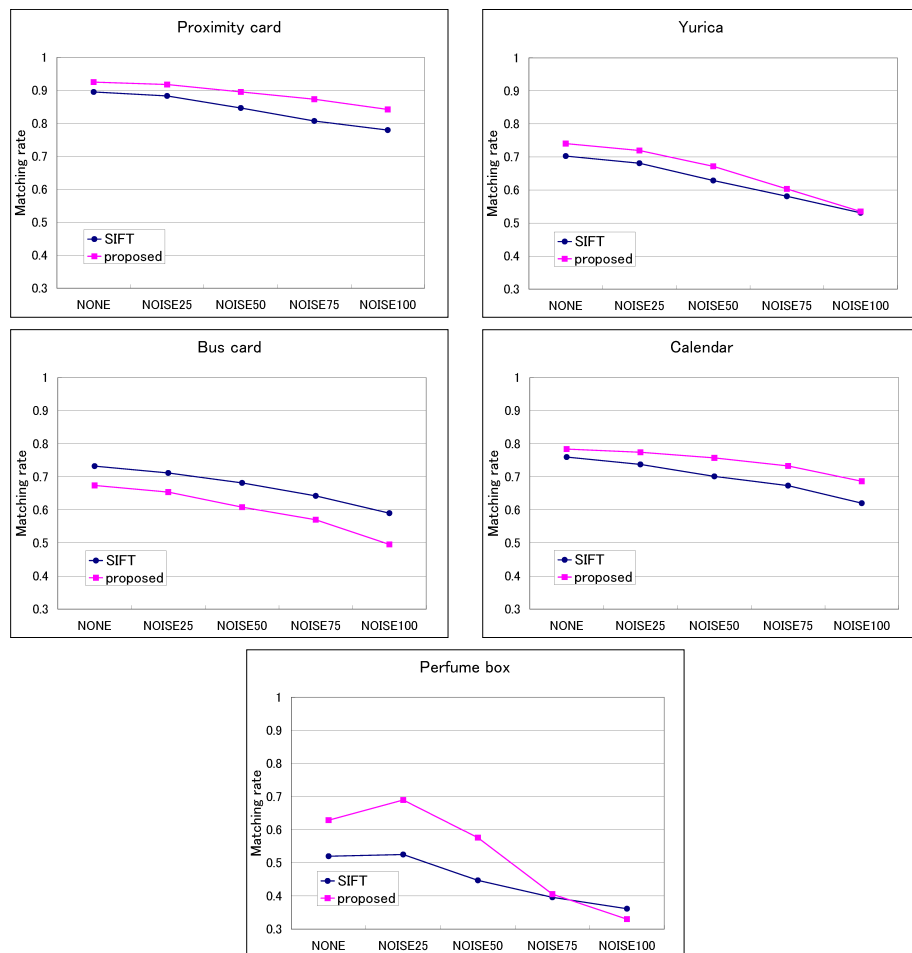 Proximity card
Matching rate
1
0.9
0.8
0.7
0.6
0.5
0.4
0.3
SIFT
proposed
NONE NOISE25 NOISE50 NOISE75 NOISE100
Yurica
Matching rate
1
0.9
0.8
0.7
0.6
0.5
0.4
0.3
SIFT
proposed
NONE NOISE25 NOISE50 NOISE75 NOISE100
Bus card
Matching rate
1
0.9
0.8
0.7
0.6
0.5
0.4
0.3
SIFT
proposed
NONE NOISE25 NOISE50 NOISE75 NOISE100
Calendar
Matching rate
1
0.9
0.8
0.7
0.6
0.5
0.4
0.3
SIFT
proposed
NONE NOISE25 NOISE50 NOISE75 NOISE100
Perfume box
Matching rate
1
0.9
0.8
0.7
0.6
0.5
0.4
0.3
SIFT
proposed
NONE NOISE25 NOISE50 NOISE75 NOISE100